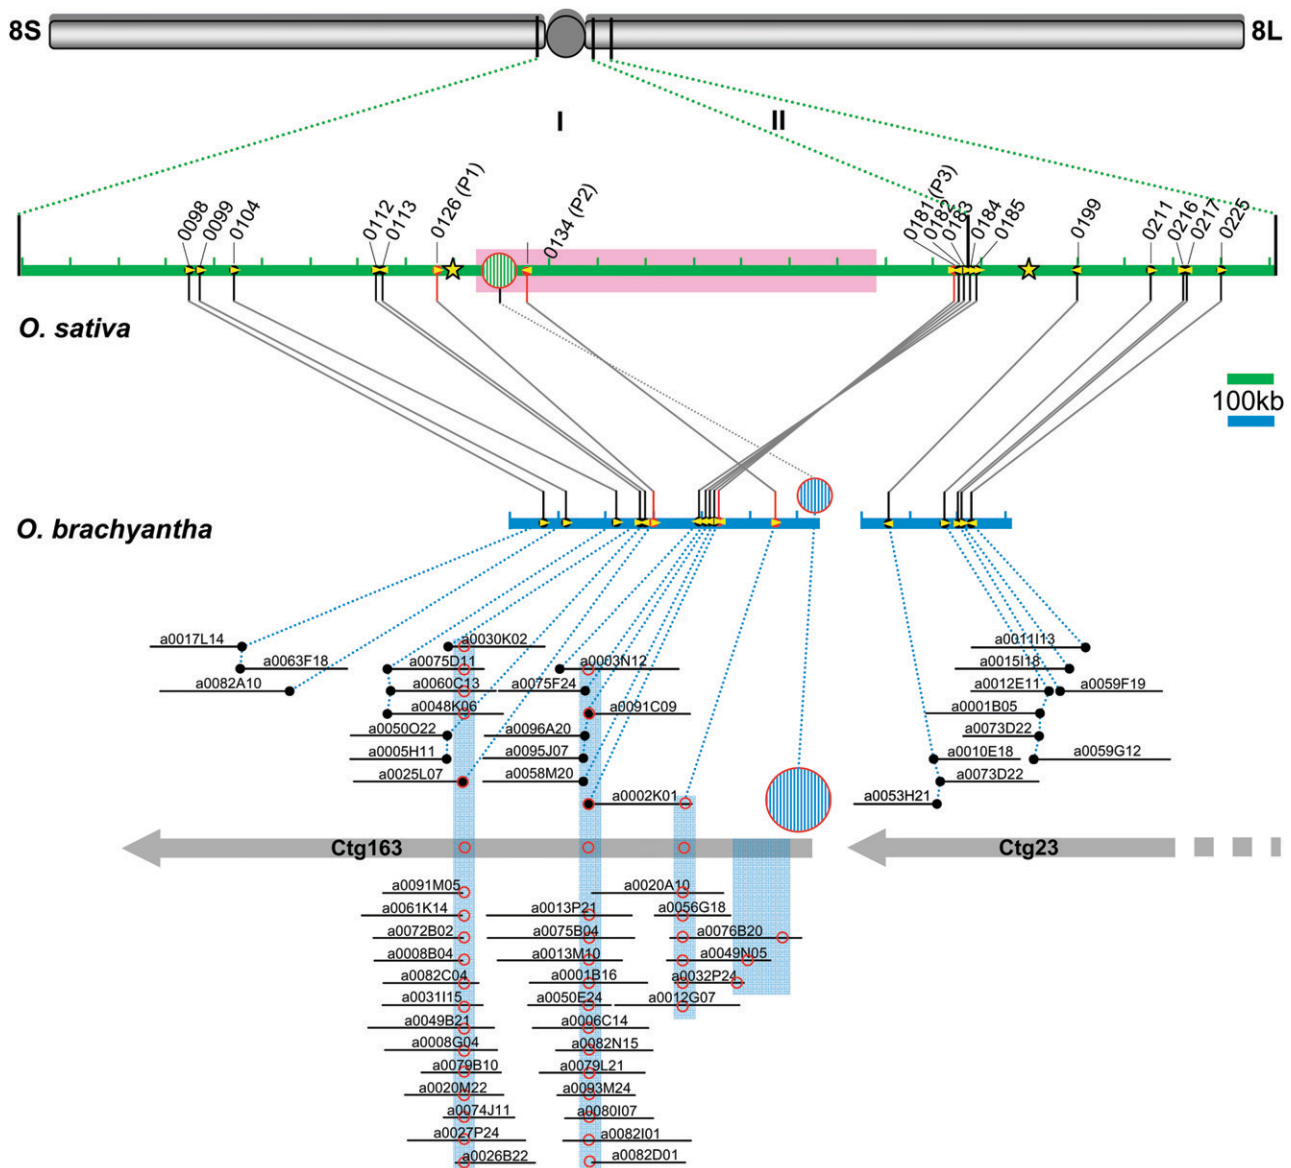 8S 8L
I II
0098 0099 0104 0112 0113 0126 (P1) 0134 (P2) 0181 (P3) 0182 0183 0184 0185 0199 0211 0216 0217 0225
O. sativa
100kb
O. brachyantha
a0017L14 a0030K02 a0011I13
a0063F18 a0075D11 a0003N12 a0015I18
a0082A10 a0060C13 a0075F24 a0012E11 a0059F19
a0048K06 a0091C09 a0001B05
a0050O22 a0096A20 a0073D22
a0005H11 a0095J07 a0010E18 a0059G12
a0025L07 a0058M20 a0073D22
a0002K01 a0053H21
Ctg163 Ctg23
a0091M05 a0020A10
a0061K14 a0013P21 a0056G18
a0072B02 a0075B04 a0076B20
a0008B04 a0013M10 a0049N05
a0082C04 a0001B16 a0032P24
a0031I15 a0050E24 a0012G07
a0049B21 a0006C14
a0008G04 a0082N15
a0079B10 a0079L21
a0020M22 a0093M24
a0074J11 a0080I07
a0027P24 a0082I01
a0026B22 a0082D01